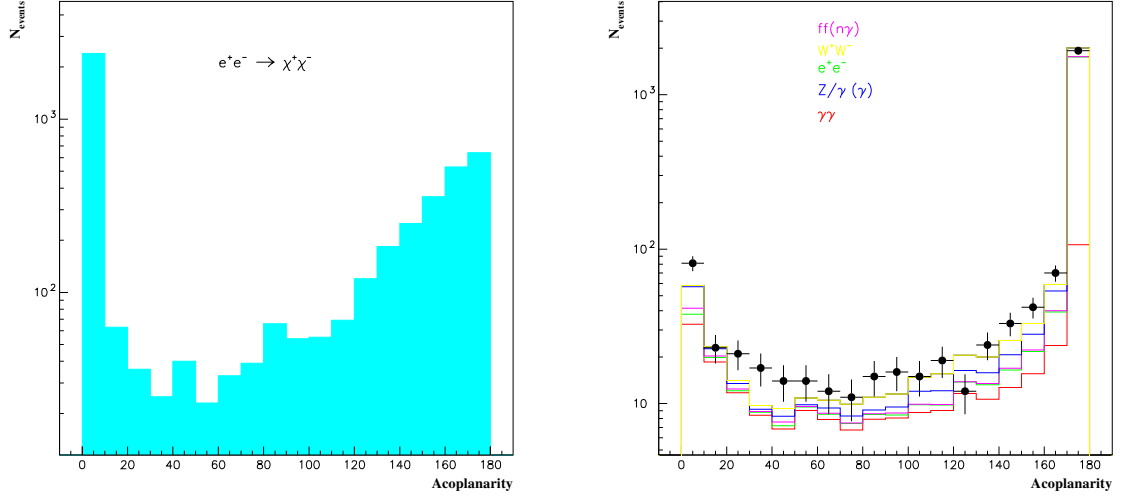 N_events
e⁺e⁻ → χ⁺χ⁻
10³
10²
0 20 40 60 80 100 120 140 160 180
Acoplanarity
N_events
ff(nγ)
W⁺W⁻
e⁺e⁻
Z/γ (γ)
γγ
10³
10²
10
0 20 40 60 80 100 120 140 160 180
Acoplanarity